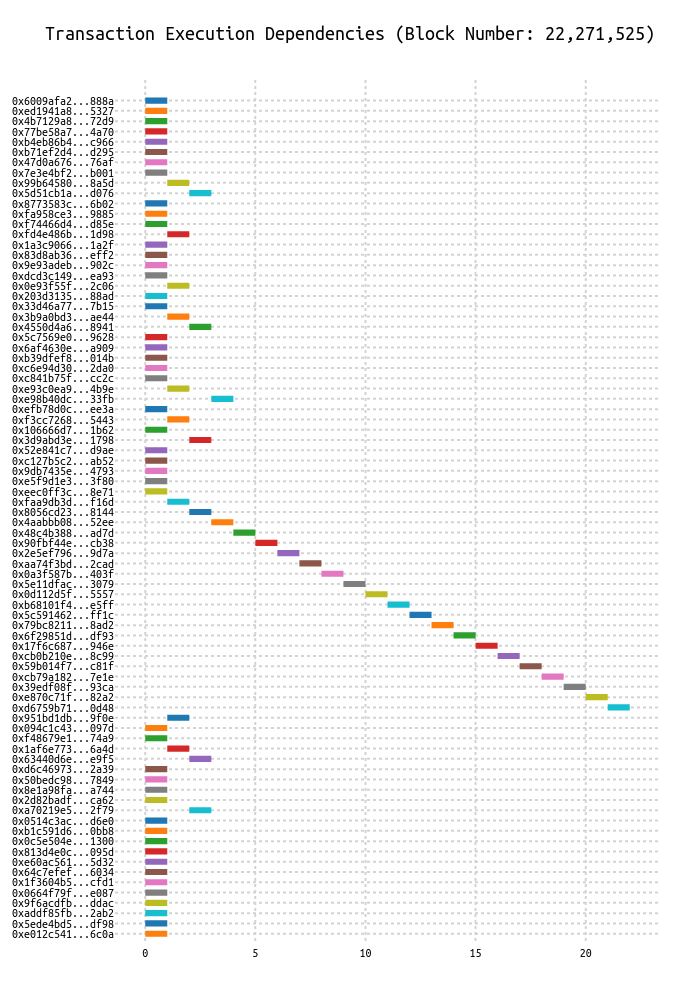 Transaction Execution Dependencies (Block Number: 22,271,525)
0x6009afa2...888a
0xed1941a8...5327
0x4b7129a8...72d9
0x77be58a7...4a70
0xb4eb86b4...c966
0xb71ef2d4...d295
0x47d0a676...76af
0x7e3e4bf2...b001
0x99b64580...8a5d
0x5d51cb1a...d076
0x8773583c...6b02
0xfa958ce3...9885
0xf74466d4...d85e
0xfd4e486b...1d98
0x1a3c9066...1a2f
0x83d8ab36...eff2
0x9e93adeb...902c
0xdcd3c149...ea93
0x0e93f55f...2c06
0x203d3135...88ad
0x33d46a77...7b15
0x3b9a0bd3...ae44
0x4550d4a6...8941
0x5c7569e0...9628
0x6af4630e...a909
0xb39dfef8...014b
0xc6e94d30...2da0
0xc841b75f...cc2c
0xe93c0ea9...4b9e
0xe98b40dc...33fb
0xefb78d0c...ee3a
0xf3cc7268...5443
0x106666d7...1b62
0x3d9abd3e...1798
0x52e841c7...d9ae
0xc127b5c2...ab52
0x9db7435e...4793
0xe5f9d1e3...3f80
0xeec0ff3c...8e71
0xfaa9db3d...f16d
0x8056cd23...8144
0x4aabbb08...52ee
0x48c4b388...ad7d
0x90fbf44e...cb38
0x2e5ef796...9d7a
0xaa74f3bd...2cad
0x0a3f587b...403f
0x5e11dfac...3079
0x0d112d5f...5557
0xb68101f4...e5ff
0x5c591462...ff1c
0x79bc8211...8ad2
0x6f29851d...df93
0x17f6c687...946e
0xcb0b210e...8c99
0x59b014f7...c81f
0xcb79a182...7e1e
0x39edf08f...93ca
0xe870c71f...82a2
0xd6759b71...0d48
0x951bd1db...9f0e
0x094c1c43...097d
0xf48679e1...74a9
0x1af6e773...6a4d
0x63440d6e...e9f5
0xd6c46973...2a39
0x50bedc98...7849
0x8e1a98fa...a744
0x2d82badf...ca62
0xa70219e5...2f79
0x0514c3ac...d6e0
0xb1c591d6...0bb8
0x0c5e504e...1300
0x813d4e0c...095d
0xe60ac561...5d32
0x64c7efef...6034
0x1f3604b5...cfd1
0x0664f79f...e087
0x9f6acdfb...ddac
0xaddf85fb...2ab2
0x5ede4bd5...df98
0xe012c541...6c0a
0 5 10 15 20